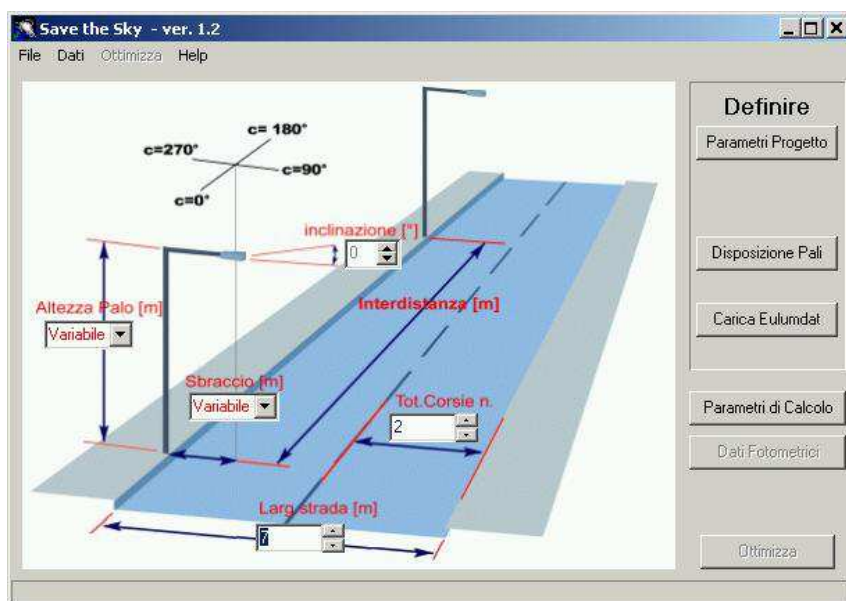 Save the Sky - ver. 1.2
File Dati Ottimizza Help
c= 180°
c=270°
c=90°
c=0°
inclinazione [°]
0
Altezza Palo [m]
Variabile
Interdistanza [m]
Sbraccio [m]
Variabile
Tot.Corsie n.
2
Larg strada [m]
7
Definire
Parametri Progetto
Disposizione Pali
Carica Eulumdat
Parametri di Calcolo
Dati Fotometrici
Ottimizza